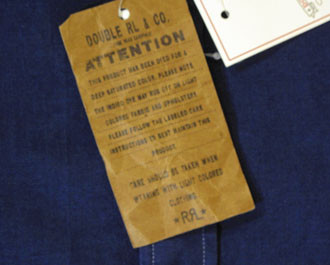 DOUBLE RL & CO.
ATTENTION
THIS PRODUCT HAS BEEN DYED FOR A
DEEP SATURATED COLOR. PLEASE NOTE
THE INDIGO DYE MAY RUB OFF ON LIGHT
COLORED FABRIC AND UPHOLSTERY.
PLEASE FOLLOW THE LABELED CARE
INSTRUCTIONS TO BEST MAINTAIN THIS
PRODUCT.
CARE SHOULD BE TAKEN WHEN
WEARING WITH LIGHT COLORED
CLOTHING.
RRL